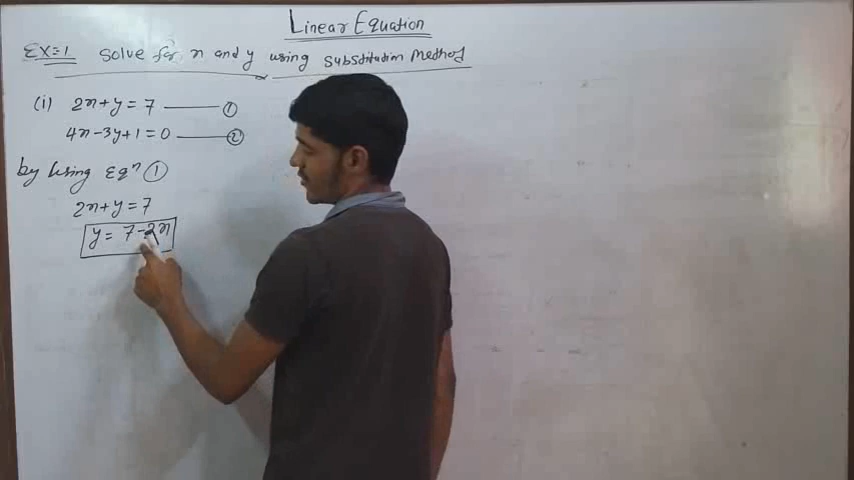 Linear Equation
EX=1 Solve for x and y using substitution Method
(i) 2x+y = 7 —— ①
4x-3y+1 = 0 —— ②
by using Eqⁿ ①
2x+y = 7
y = 7-2x